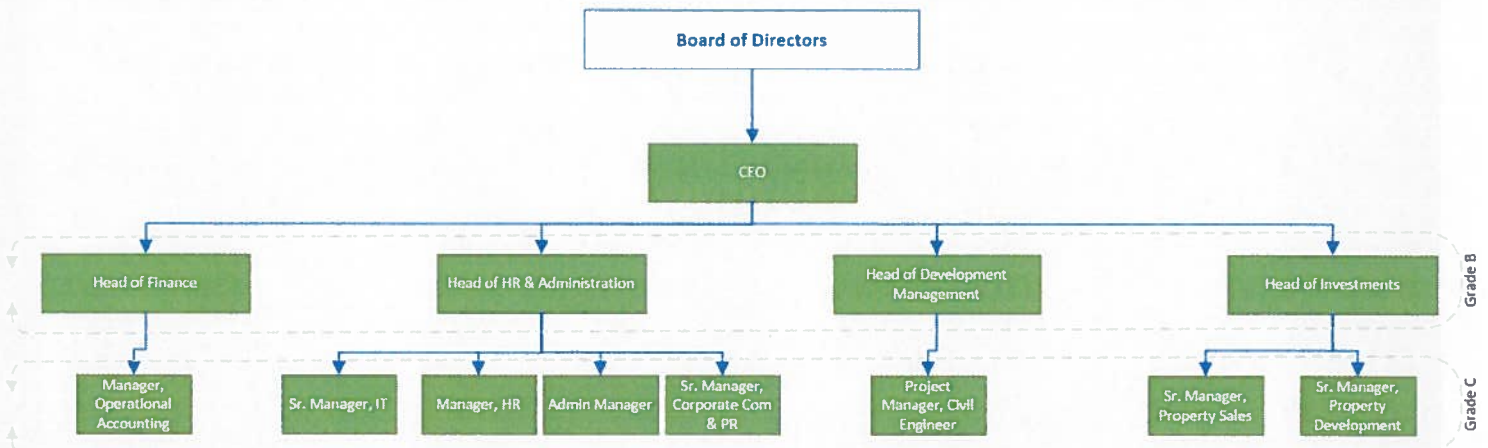 Board of Directors
CEO
Head of Finance
Head of HR & Administration
Head of Development
Management
Head of Investments
Grade B
Manager,
Operational
Accounting
Sr. Manager, IT
Manager, HR
Admin Manager
Sr. Manager,
Corporate Com
& PR
Project
Manager, Civil
Engineer
Sr. Manager,
Property Sales
Sr. Manager,
Property
Development
Grade C